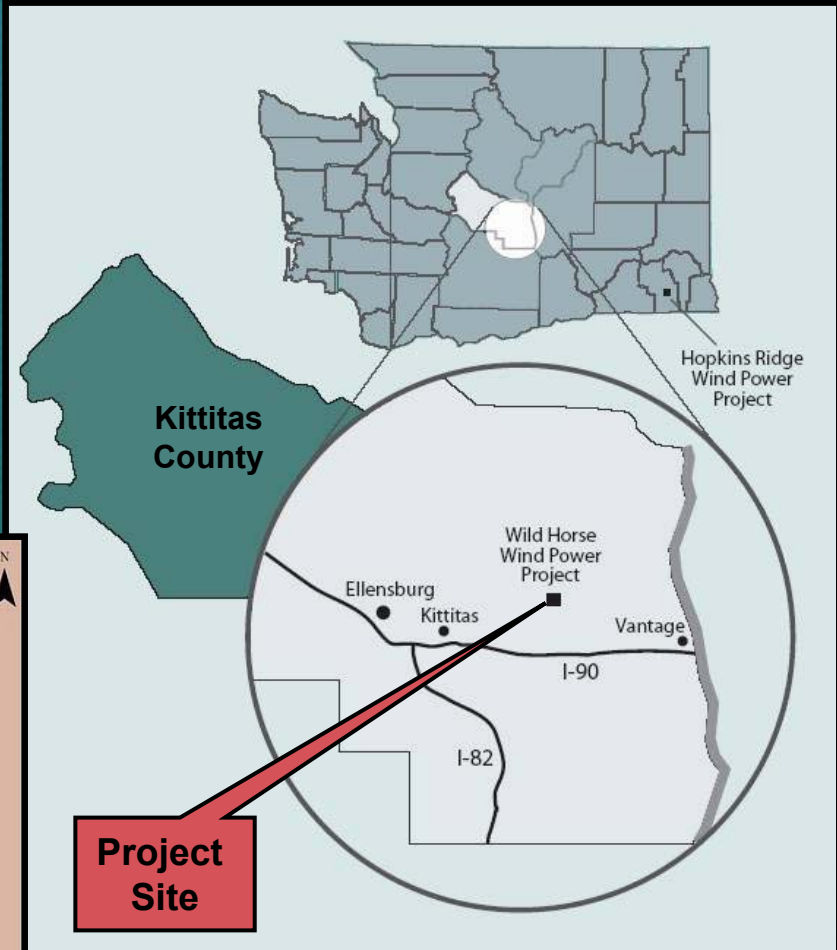 Hopkins Ridge
Wind Power
Project
Kittitas
County
Wild Horse
Wind Power
Project
Ellensburg
Kittitas
Vantage
I-90
I-82
N
Project
Site